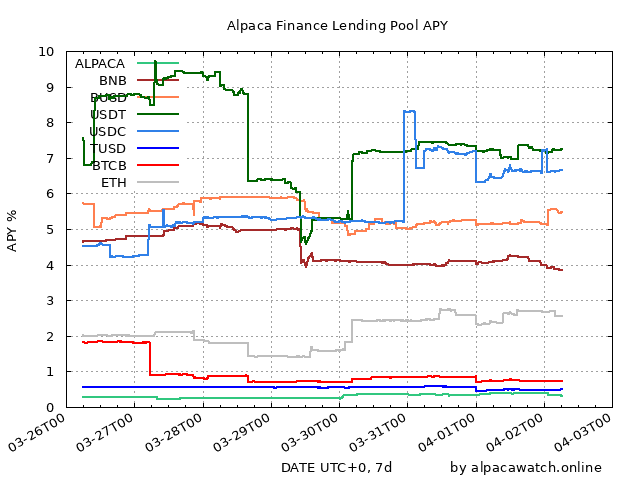 Alpaca Finance Lending Pool APY
10
9
8
7
6
5
4
3
2
1
0
APY %
ALPACA
BNB
BUSD
USDT
USDC
TUSD
BTCB
ETH
03-26T00
03-27T00
03-28T00
03-29T00
03-30T00
03-31T00
04-01T00
04-02T00
04-03T00
DATE UTC+0, 7d
by alpacawatch.online